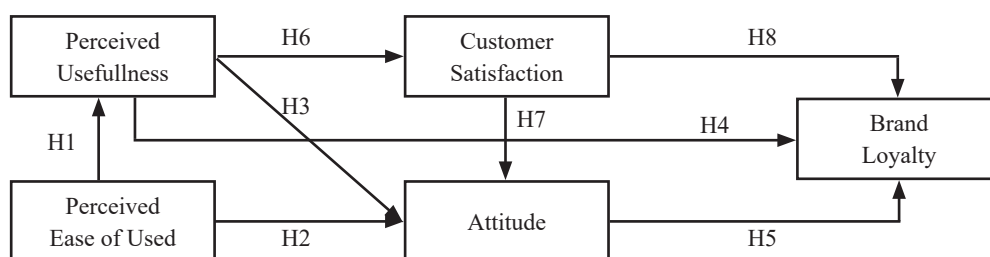 Perceived
Usefullness
H6
Customer
Satisfaction
H8
H3
H7
H4
Brand
Loyalty
H1
Perceived
Ease of Used
H2
Attitude
H5